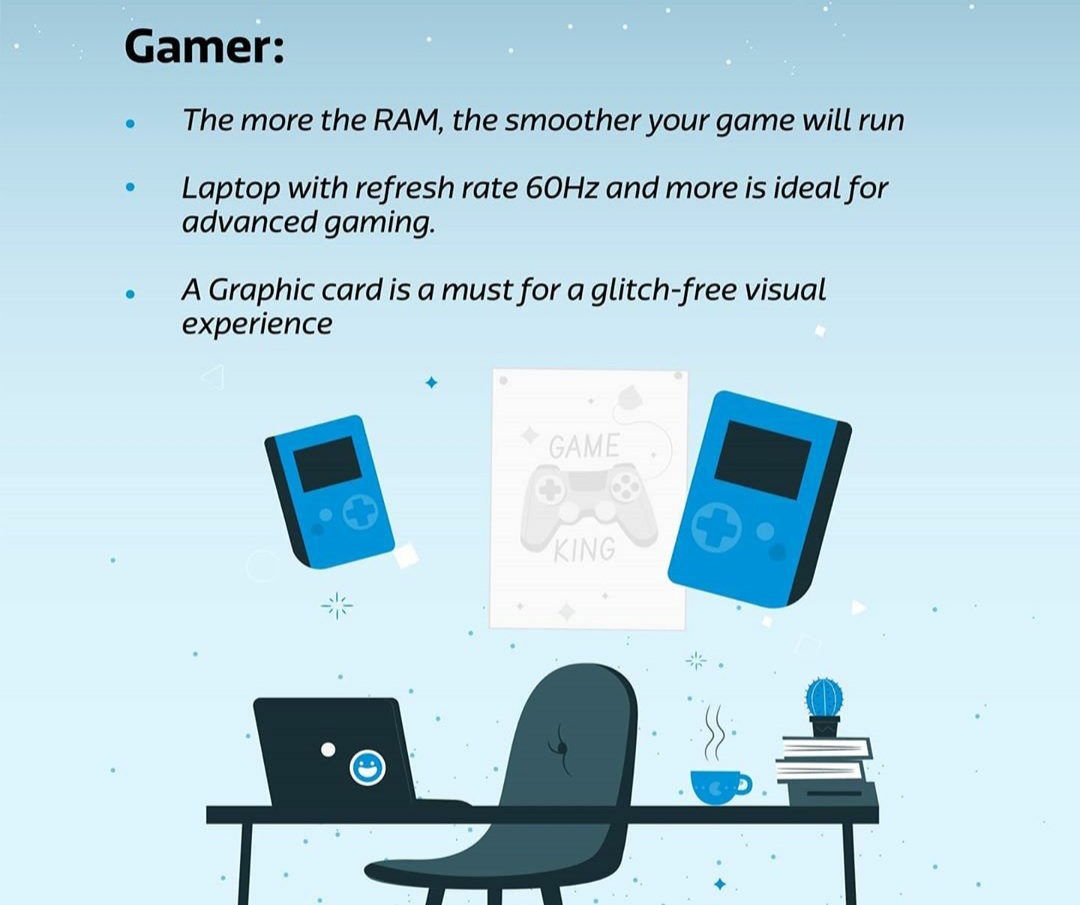 Gamer:
The more the RAM, the smoother your game will run
Laptop with refresh rate 60Hz and more is ideal for
advanced gaming.
A Graphic card is a must for a glitch-free visual
experience
GAME
KING